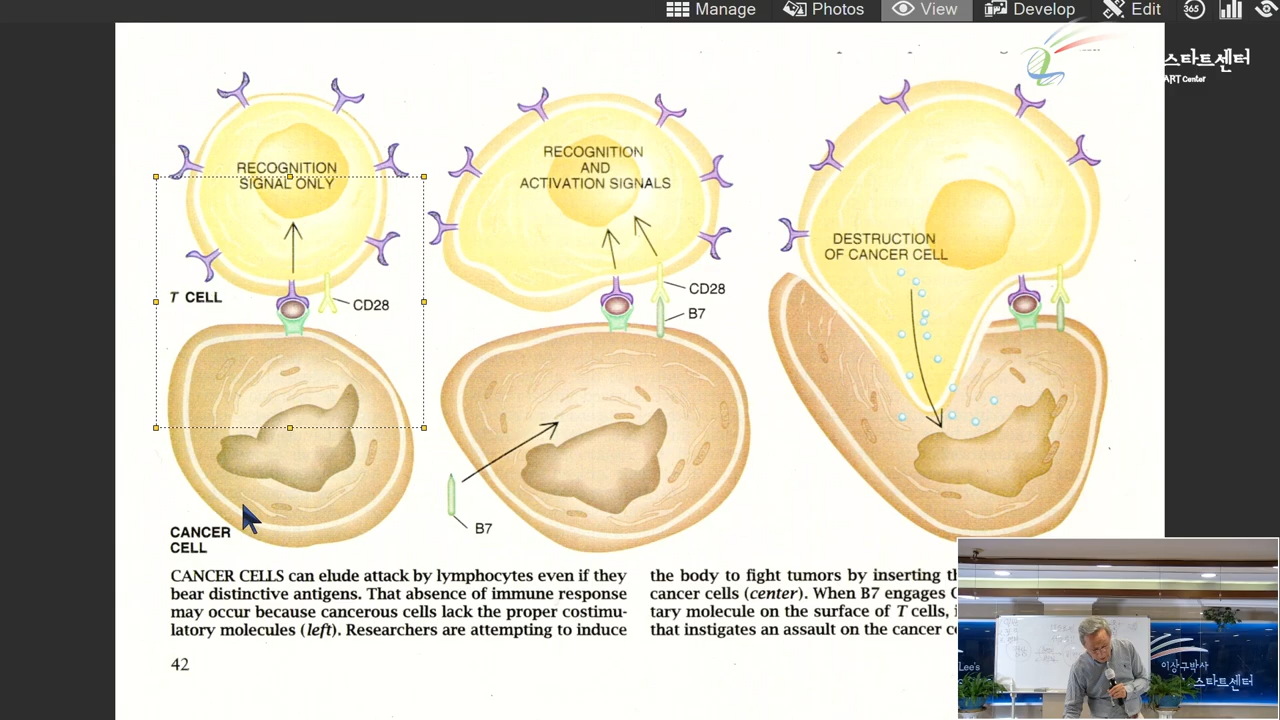 Manage
Photos
View
Develop
Edit
365
스타트센터
ART Center
RECOGNITION
SIGNAL ONLY
RECOGNITION
AND
ACTIVATION SIGNALS
DESTRUCTION
OF CANCER CELL
T CELL
CD28
CD28
B7
B7
CANCER
CELL
CANCER CELLS can elude attack by lymphocytes even if they
bear distinctive antigens. That absence of immune response
may occur because cancerous cells lack the proper costimu-
latory molecules (left). Researchers are attempting to induce
the body to fight tumors by inserting
cancer cells (center). When B7 engages
tary molecule on the surface of T cells,
that instigates an assault on the cancer
42
Lee's
이상구박사
스타트센터